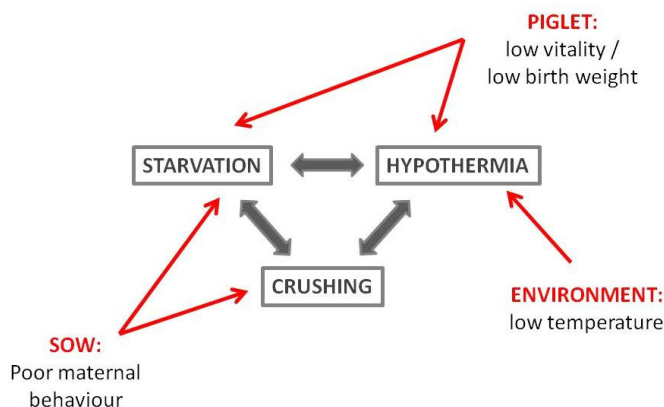 PIGLET:
low vitality /
low birth weight
STARVATION
HYPOTHERMIA
CRUSHING
ENVIRONMENT:
low temperature
SOW:
Poor maternal
behaviour